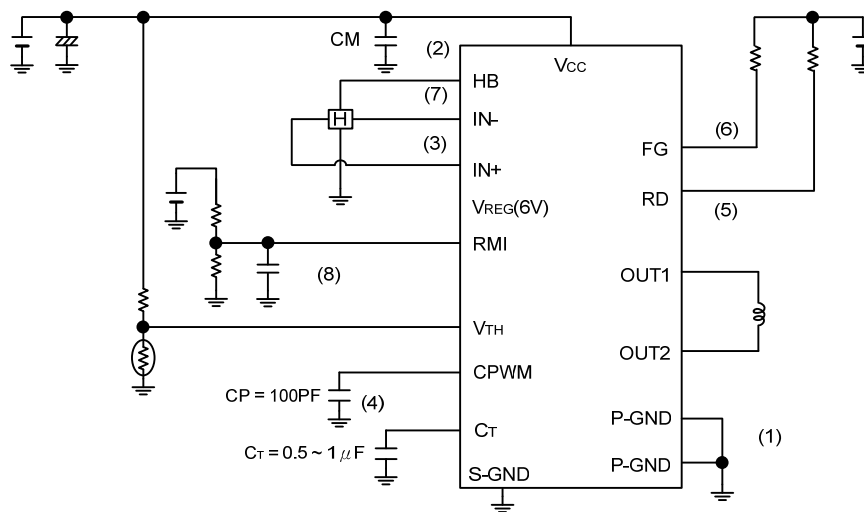 CM
(2)
VCC
HB
(7)
H
IN-
(3)
IN+
(6)
FG
VREG(6V)
RD
(5)
RMI
(8)
OUT1
VTH
OUT2
CPWM
CP = 100PF
(4)
P-GND
(1)
CT
CT = 0.5 ~ 1 μF
P-GND
S-GND